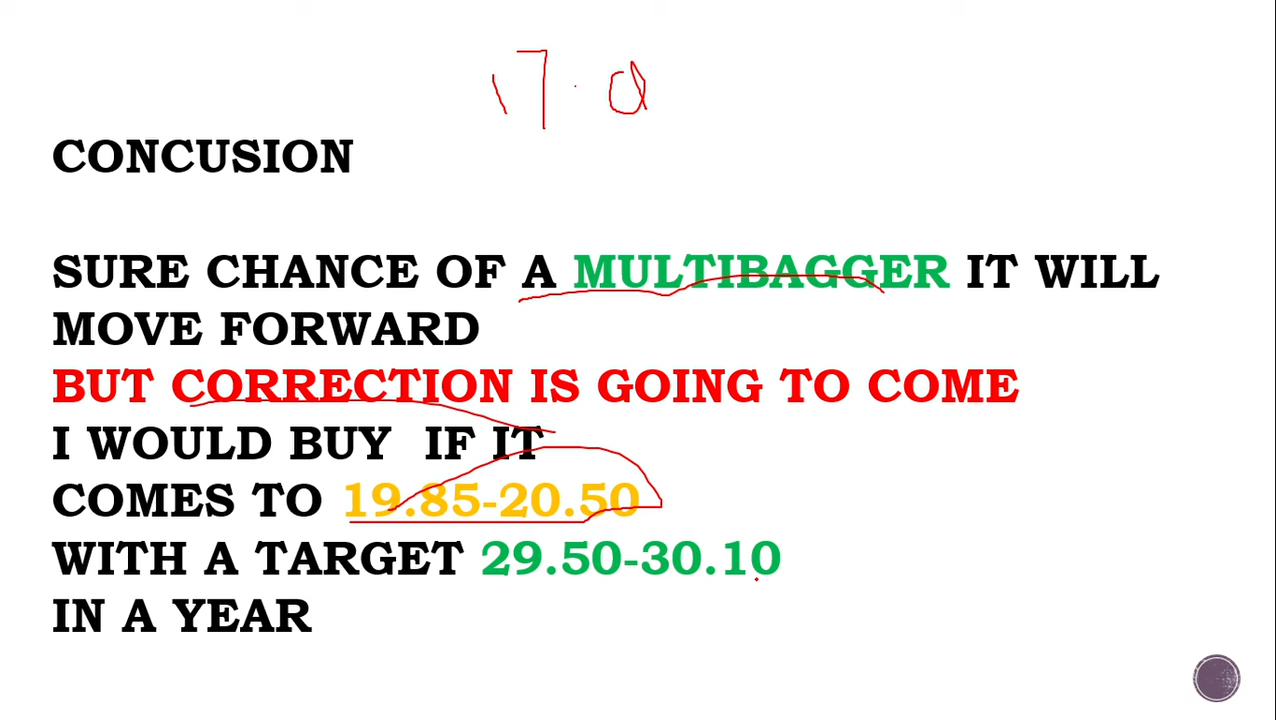 17.0
CONCUSION
SURE CHANCE OF A MULTIBAGGER IT WILL
MOVE FORWARD
BUT CORRECTION IS GOING TO COME
I WOULD BUY IF IT
COMES TO 19.85-20.50
WITH A TARGET 29.50-30.10
IN A YEAR